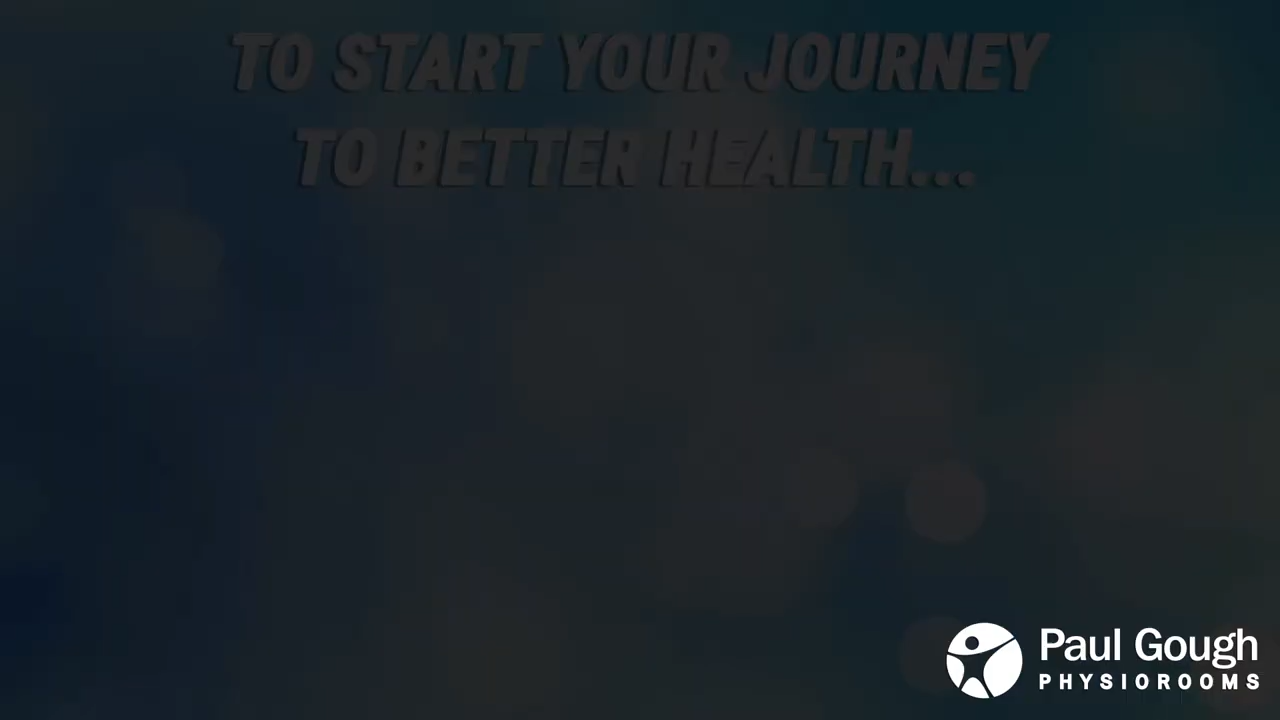 TO START YOUR JOURNEY
TO BETTER HEALTH...
Paul Gough
PHYSIOROOMS